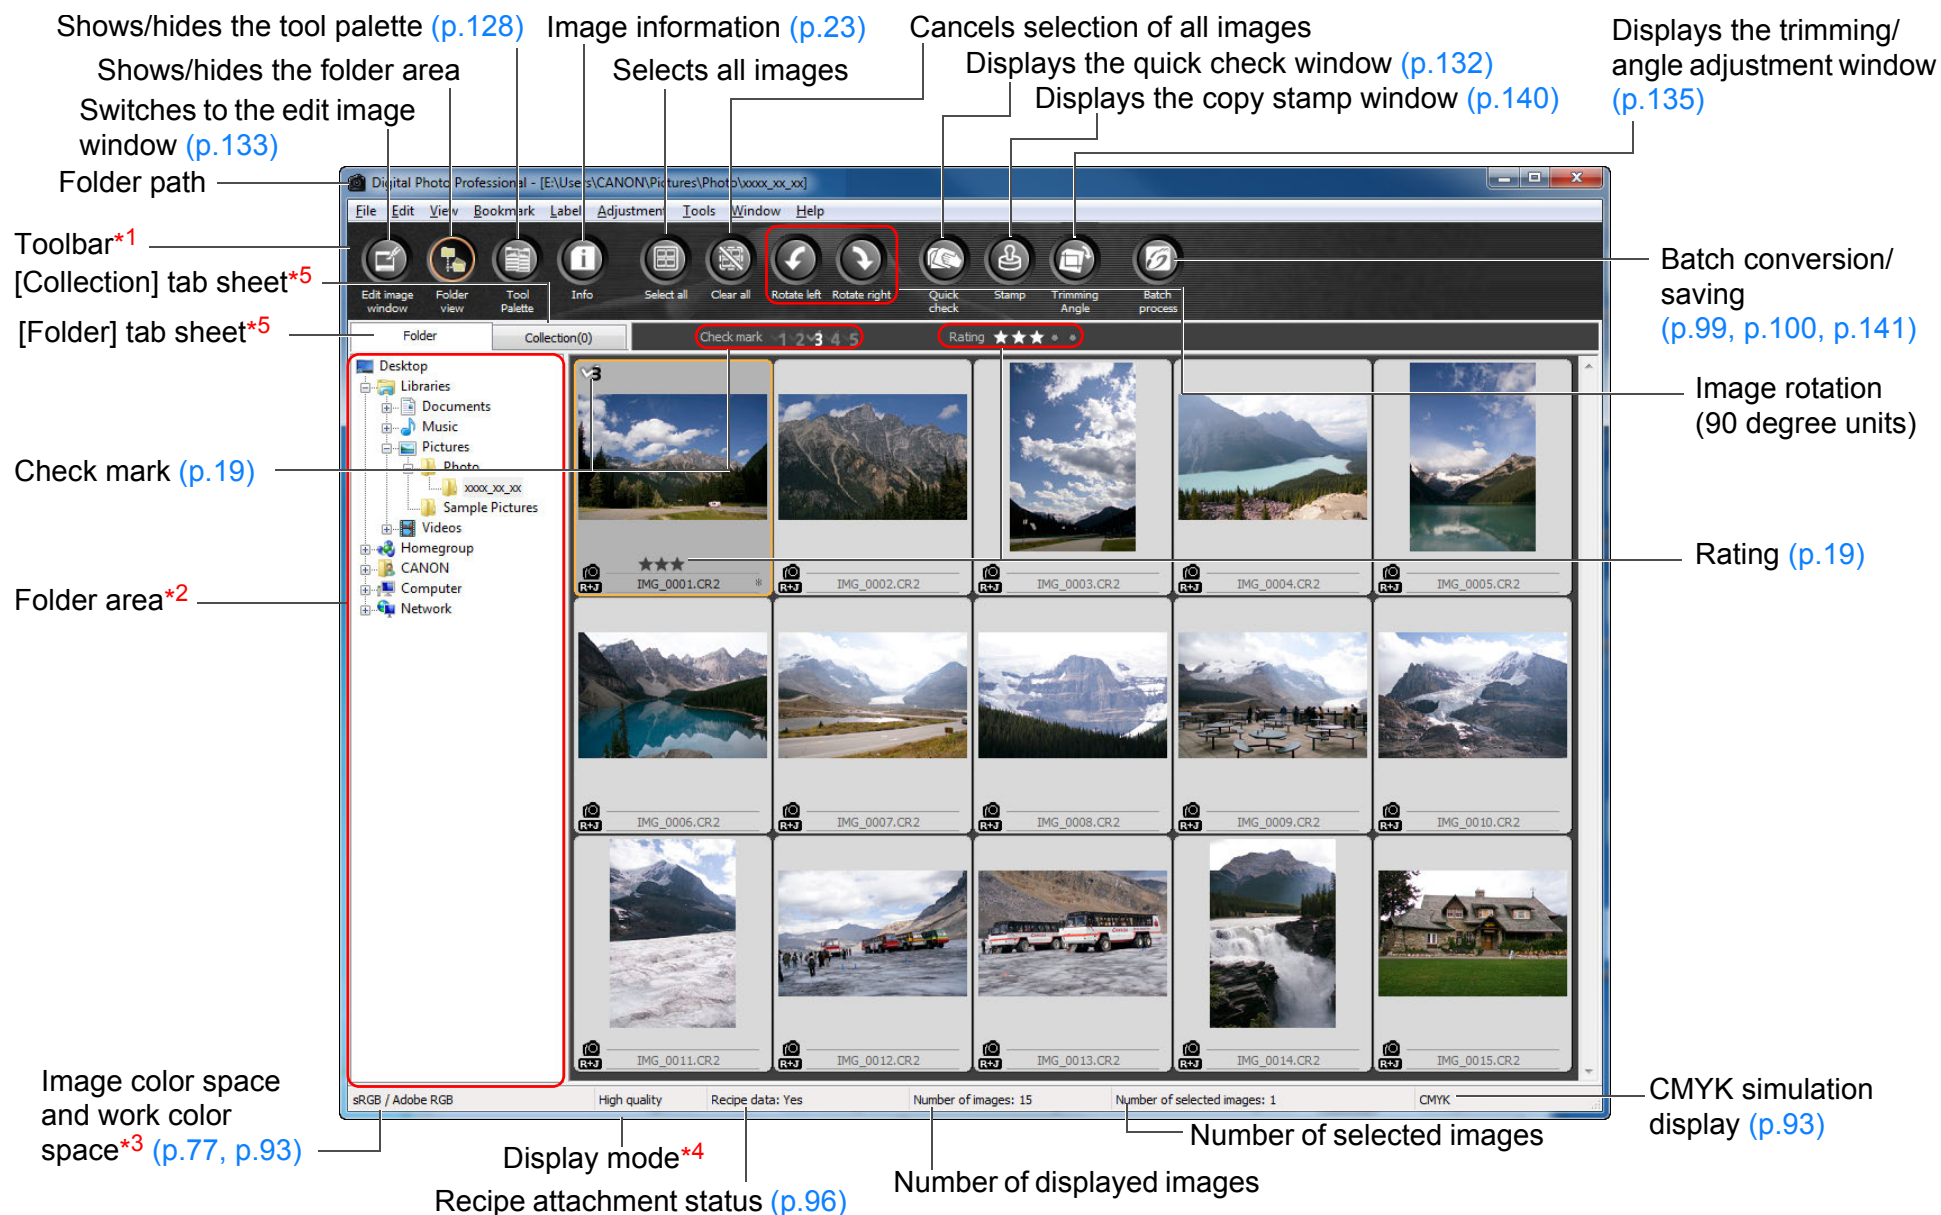 Shows/hides the tool palette (p.128)
Image information (p.23)
Cancels selection of all images
Displays the trimming/
angle adjustment window
(p.135)
Shows/hides the folder area
Selects all images
Displays the quick check window (p.132)
Switches to the edit image
window (p.133)
Displays the copy stamp window (p.140)
Folder path
Digital Photo Professional - [E:\Users\CANON\Pictures\Photo\xxxx_xx_xx]
File Edit View Bookmark Label Adjustment Tools Window Help
Toolbar*1
[Collection] tab sheet*5
[Folder] tab sheet*5
Edit image
window
Folder
view
Tool
Palette
Info
Select all
Clear all
Rotate left
Rotate right
Quick
check
Stamp
Trimming
Angle
Batch
process
Batch conversion/
saving
(p.99, p.100, p.141)
Folder
Collection(0)
Check mark 1 2 3 4 5
Rating
Image rotation
(90 degree units)
Desktop
Libraries
Documents
Music
Pictures
Photo
xxxx_xx_xx
Sample Pictures
Videos
Homegroup
CANON
Computer
Network
Check mark (p.19)
Folder area*2
Rating (p.19)
3
R+J IMG_0001.CR2 *
R+J IMG_0002.CR2
R+J IMG_0003.CR2
R+J IMG_0004.CR2
R+J IMG_0005.CR2
R+J IMG_0006.CR2
R+J IMG_0007.CR2
R+J IMG_0008.CR2
R+J IMG_0009.CR2
R+J IMG_0010.CR2
R+J IMG_0011.CR2
R+J IMG_0012.CR2
R+J IMG_0013.CR2
R+J IMG_0014.CR2
R+J IMG_0015.CR2
sRGB / Adobe RGB
High quality
Recipe data: Yes
Number of images: 15
Number of selected images: 1
CMYK
Image color space
and work color
space*3 (p.77, p.93)
Display mode*4
Recipe attachment status (p.96)
Number of displayed images
Number of selected images
CMYK simulation
display (p.93)